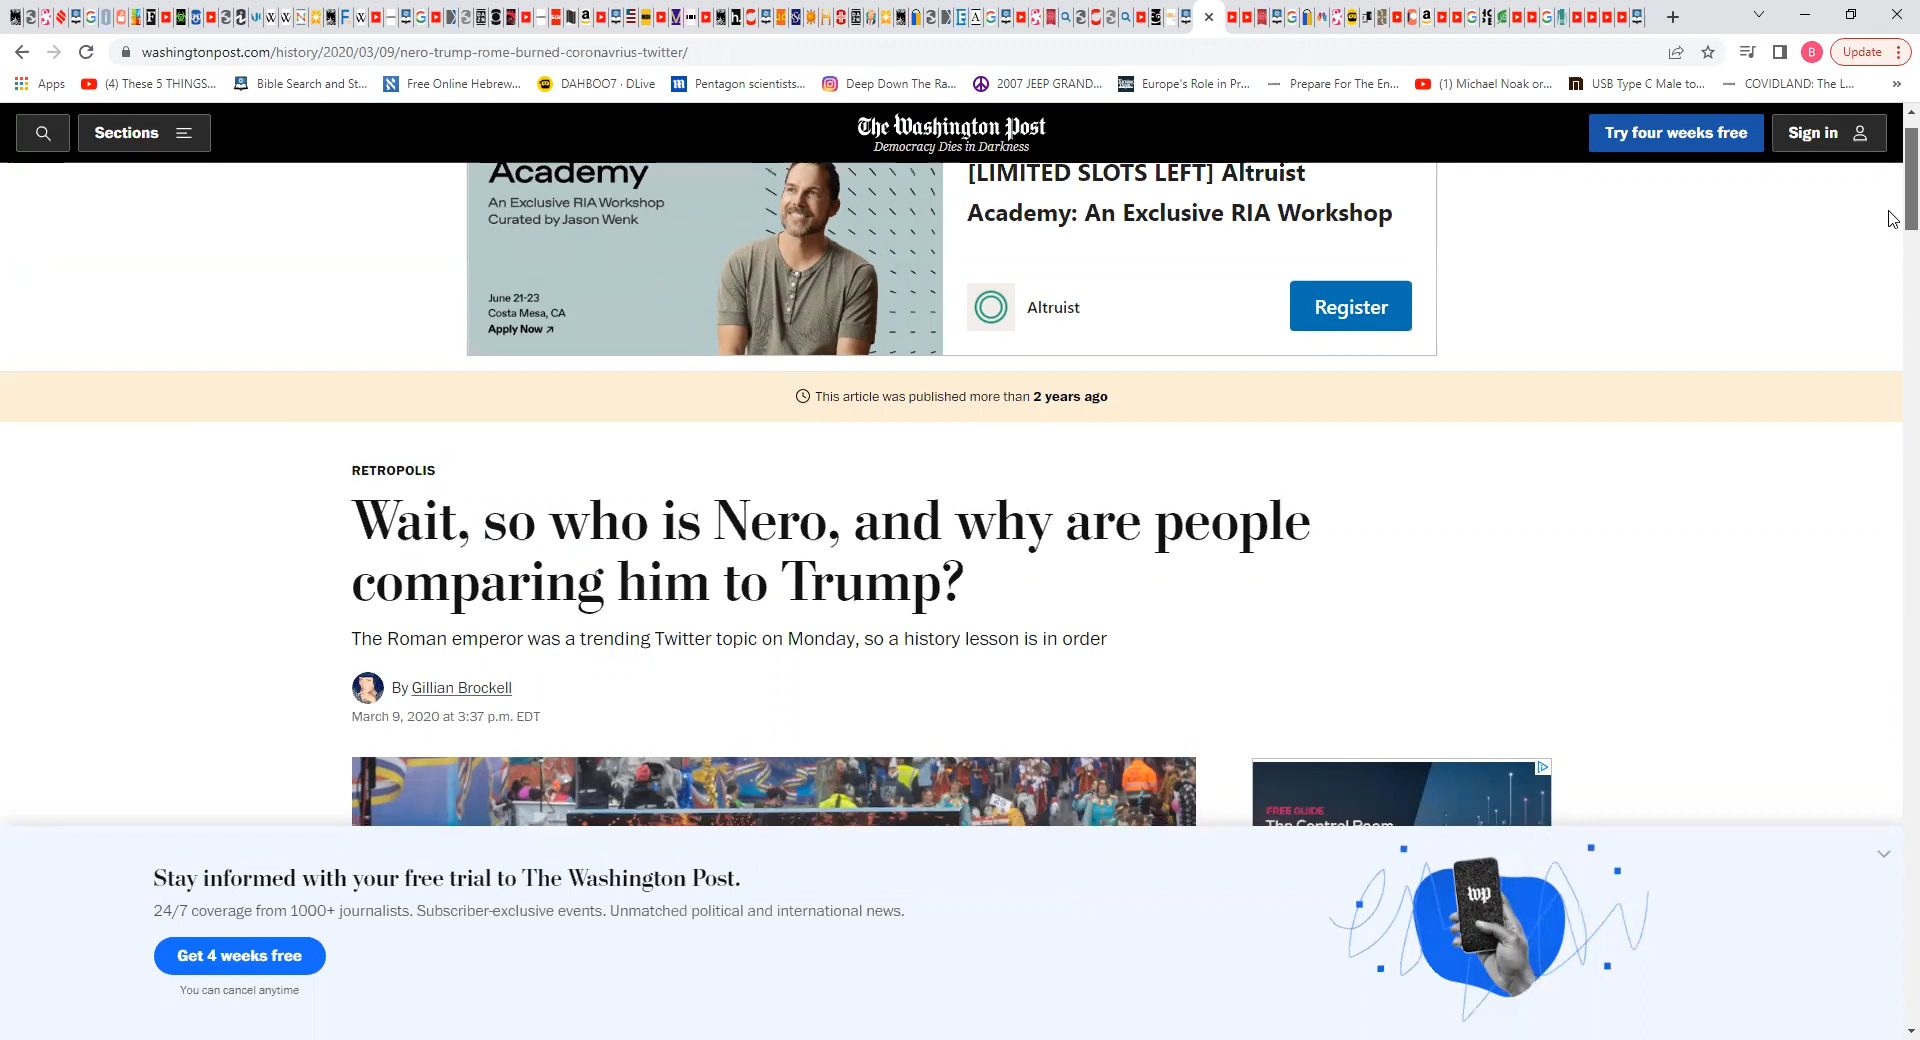 washingtonpost.com/history/2020/03/09/nero-trump-rome-burned-coronavrius-twitter/
B
Update
Apps
(4) These 5 THINGS...
Bible Search and St...
Free Online Hebrew...
DAHBOO7 · DLive
Pentagon scientists...
Deep Down The Ra...
2007 JEEP GRAND...
Europe's Role in Pr...
Prepare For The En...
(1) Michael Noak or...
USB Type C Male to...
COVIDLAND: The L...
»
Sections
The Washington Post
Democracy Dies in Darkness
Try four weeks free
Sign in
Academy
An Exclusive RIA Workshop
Curated by Jason Wenk
June 21-23
Costa Mesa, CA
Apply Now
[LIMITED SLOTS LEFT] Altruist
Academy: An Exclusive RIA Workshop
Altruist
Register
This article was published more than 2 years ago
RETROPOLIS
Wait, so who is Nero, and why are people
comparing him to Trump?
The Roman emperor was a trending Twitter topic on Monday, so a history lesson is in order
By Gillian Brockell
March 9, 2020 at 3:37 p.m. EDT
FREE GUIDE
The Control Room
Stay informed with your free trial to The Washington Post.
24/7 coverage from 1000+ journalists. Subscriber-exclusive events. Unmatched political and international news.
Get 4 weeks free
You can cancel anytime
wp